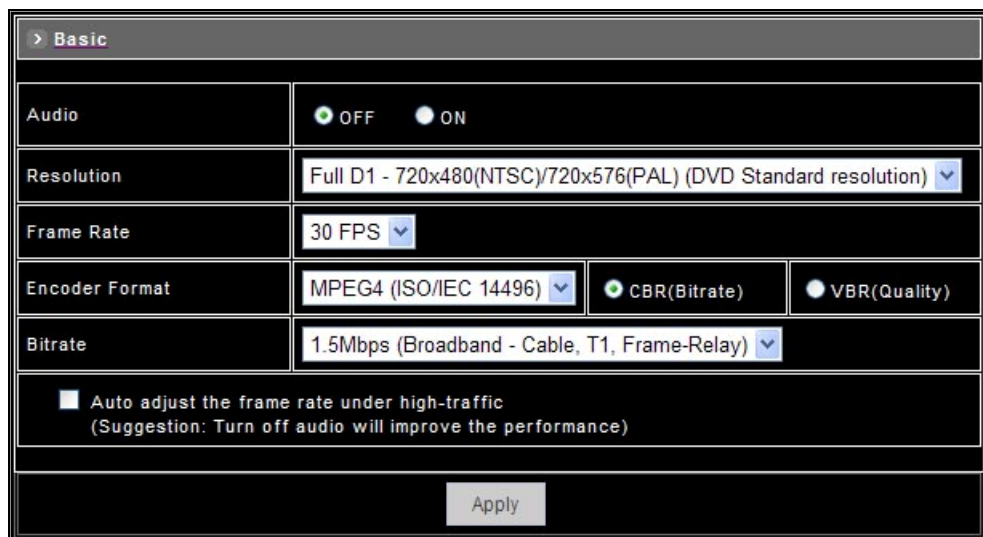 Basic
Audio OFF ON
Resolution Full D1 - 720x480(NTSC)/720x576(PAL) (DVD Standard resolution)
Frame Rate 30 FPS
Encoder Format MPEG4 (ISO/IEC 14496) CBR(Bitrate) VBR(Quality)
Bitrate 1.5Mbps (Broadband - Cable, T1, Frame-Relay)
Auto adjust the frame rate under high-traffic
(Suggestion: Turn off audio will improve the performance)
Apply